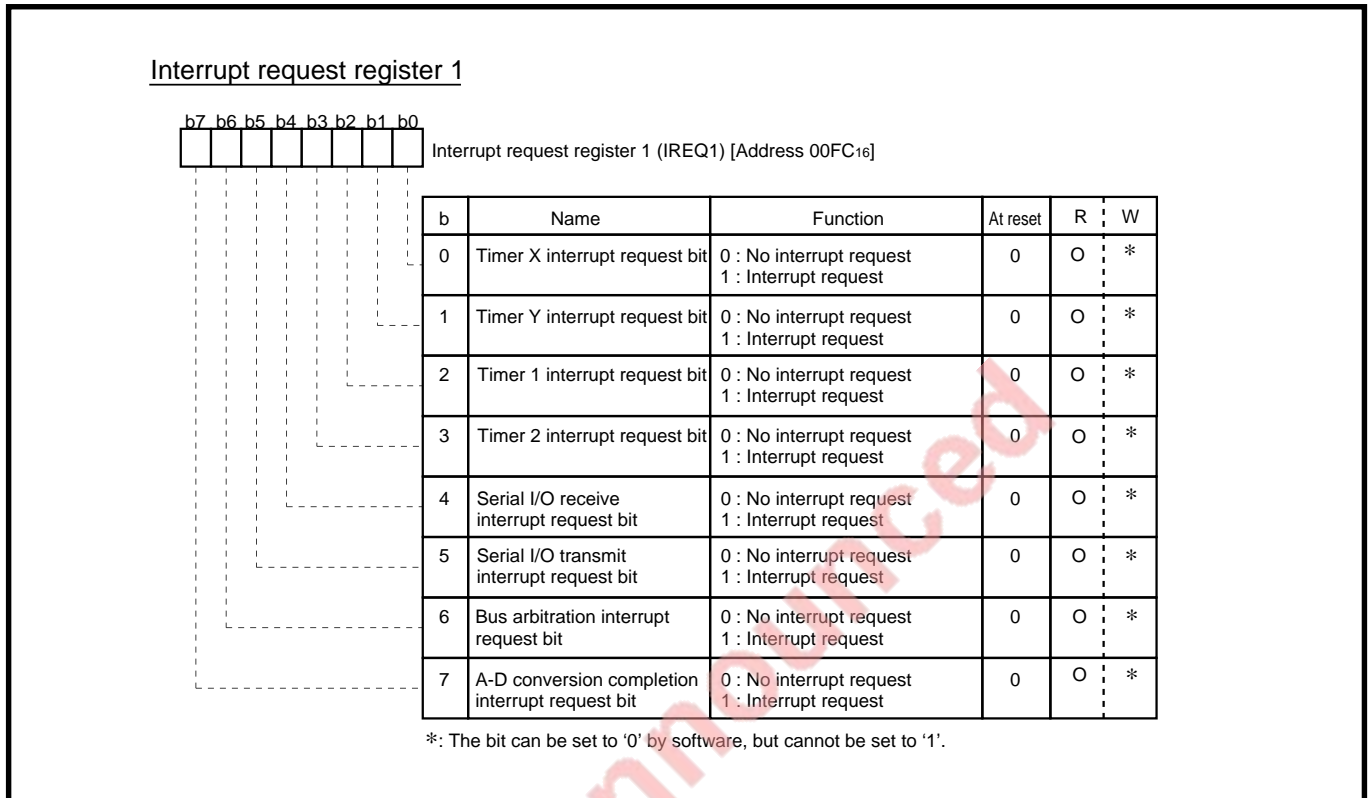 Interrupt request register 1
b7 b6 b5 b4 b3 b2 b1 b0
Interrupt request register 1 (IREQ1) [Address 00FC16]
b Name Function At reset R W
0 Timer X interrupt request bit 0 : No interrupt request 0 O *
1 : Interrupt request
1 Timer Y interrupt request bit 0 : No interrupt request 0 O *
1 : Interrupt request
2 Timer 1 interrupt request bit 0 : No interrupt request 0 O *
1 : Interrupt request
3 Timer 2 interrupt request bit 0 : No interrupt request 0 O *
1 : Interrupt request
4 Serial I/O receive 0 : No interrupt request 0 O *
interrupt request bit 1 : Interrupt request
5 Serial I/O transmit 0 : No interrupt request 0 O *
interrupt request bit 1 : Interrupt request
6 Bus arbitration interrupt 0 : No interrupt request 0 O *
request bit 1 : Interrupt request
7 A-D conversion completion 0 : No interrupt request 0 O *
interrupt request bit 1 : Interrupt request
*: The bit can be set to ‘0’ by software, but cannot be set to ‘1’.